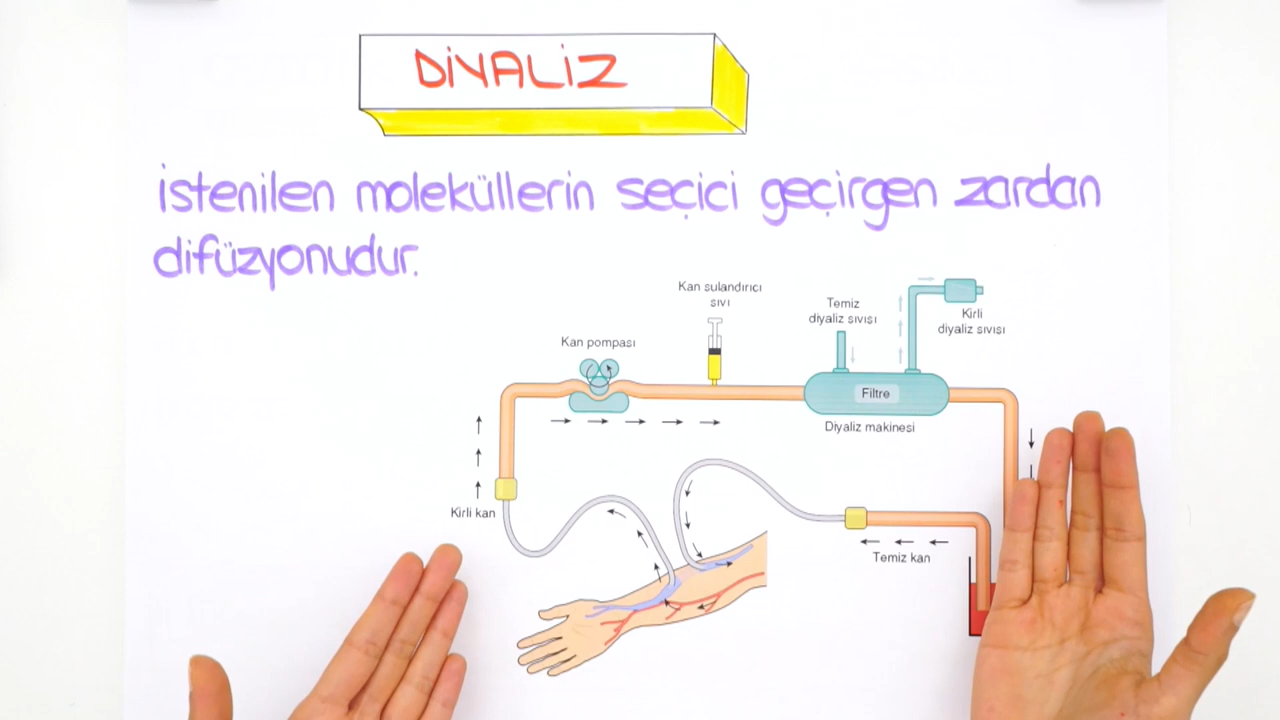 DİYALİZ
istenilen moleküllerin seçici geçirgen zardan
difüzyonudur.
Kan sulandırıcı
sıvı
Temiz
diyaliz sıvısı
Kirli
diyaliz sıvısı
Kan pompası
Filtre
Diyaliz makinesi
Kirli kan
Temiz kan